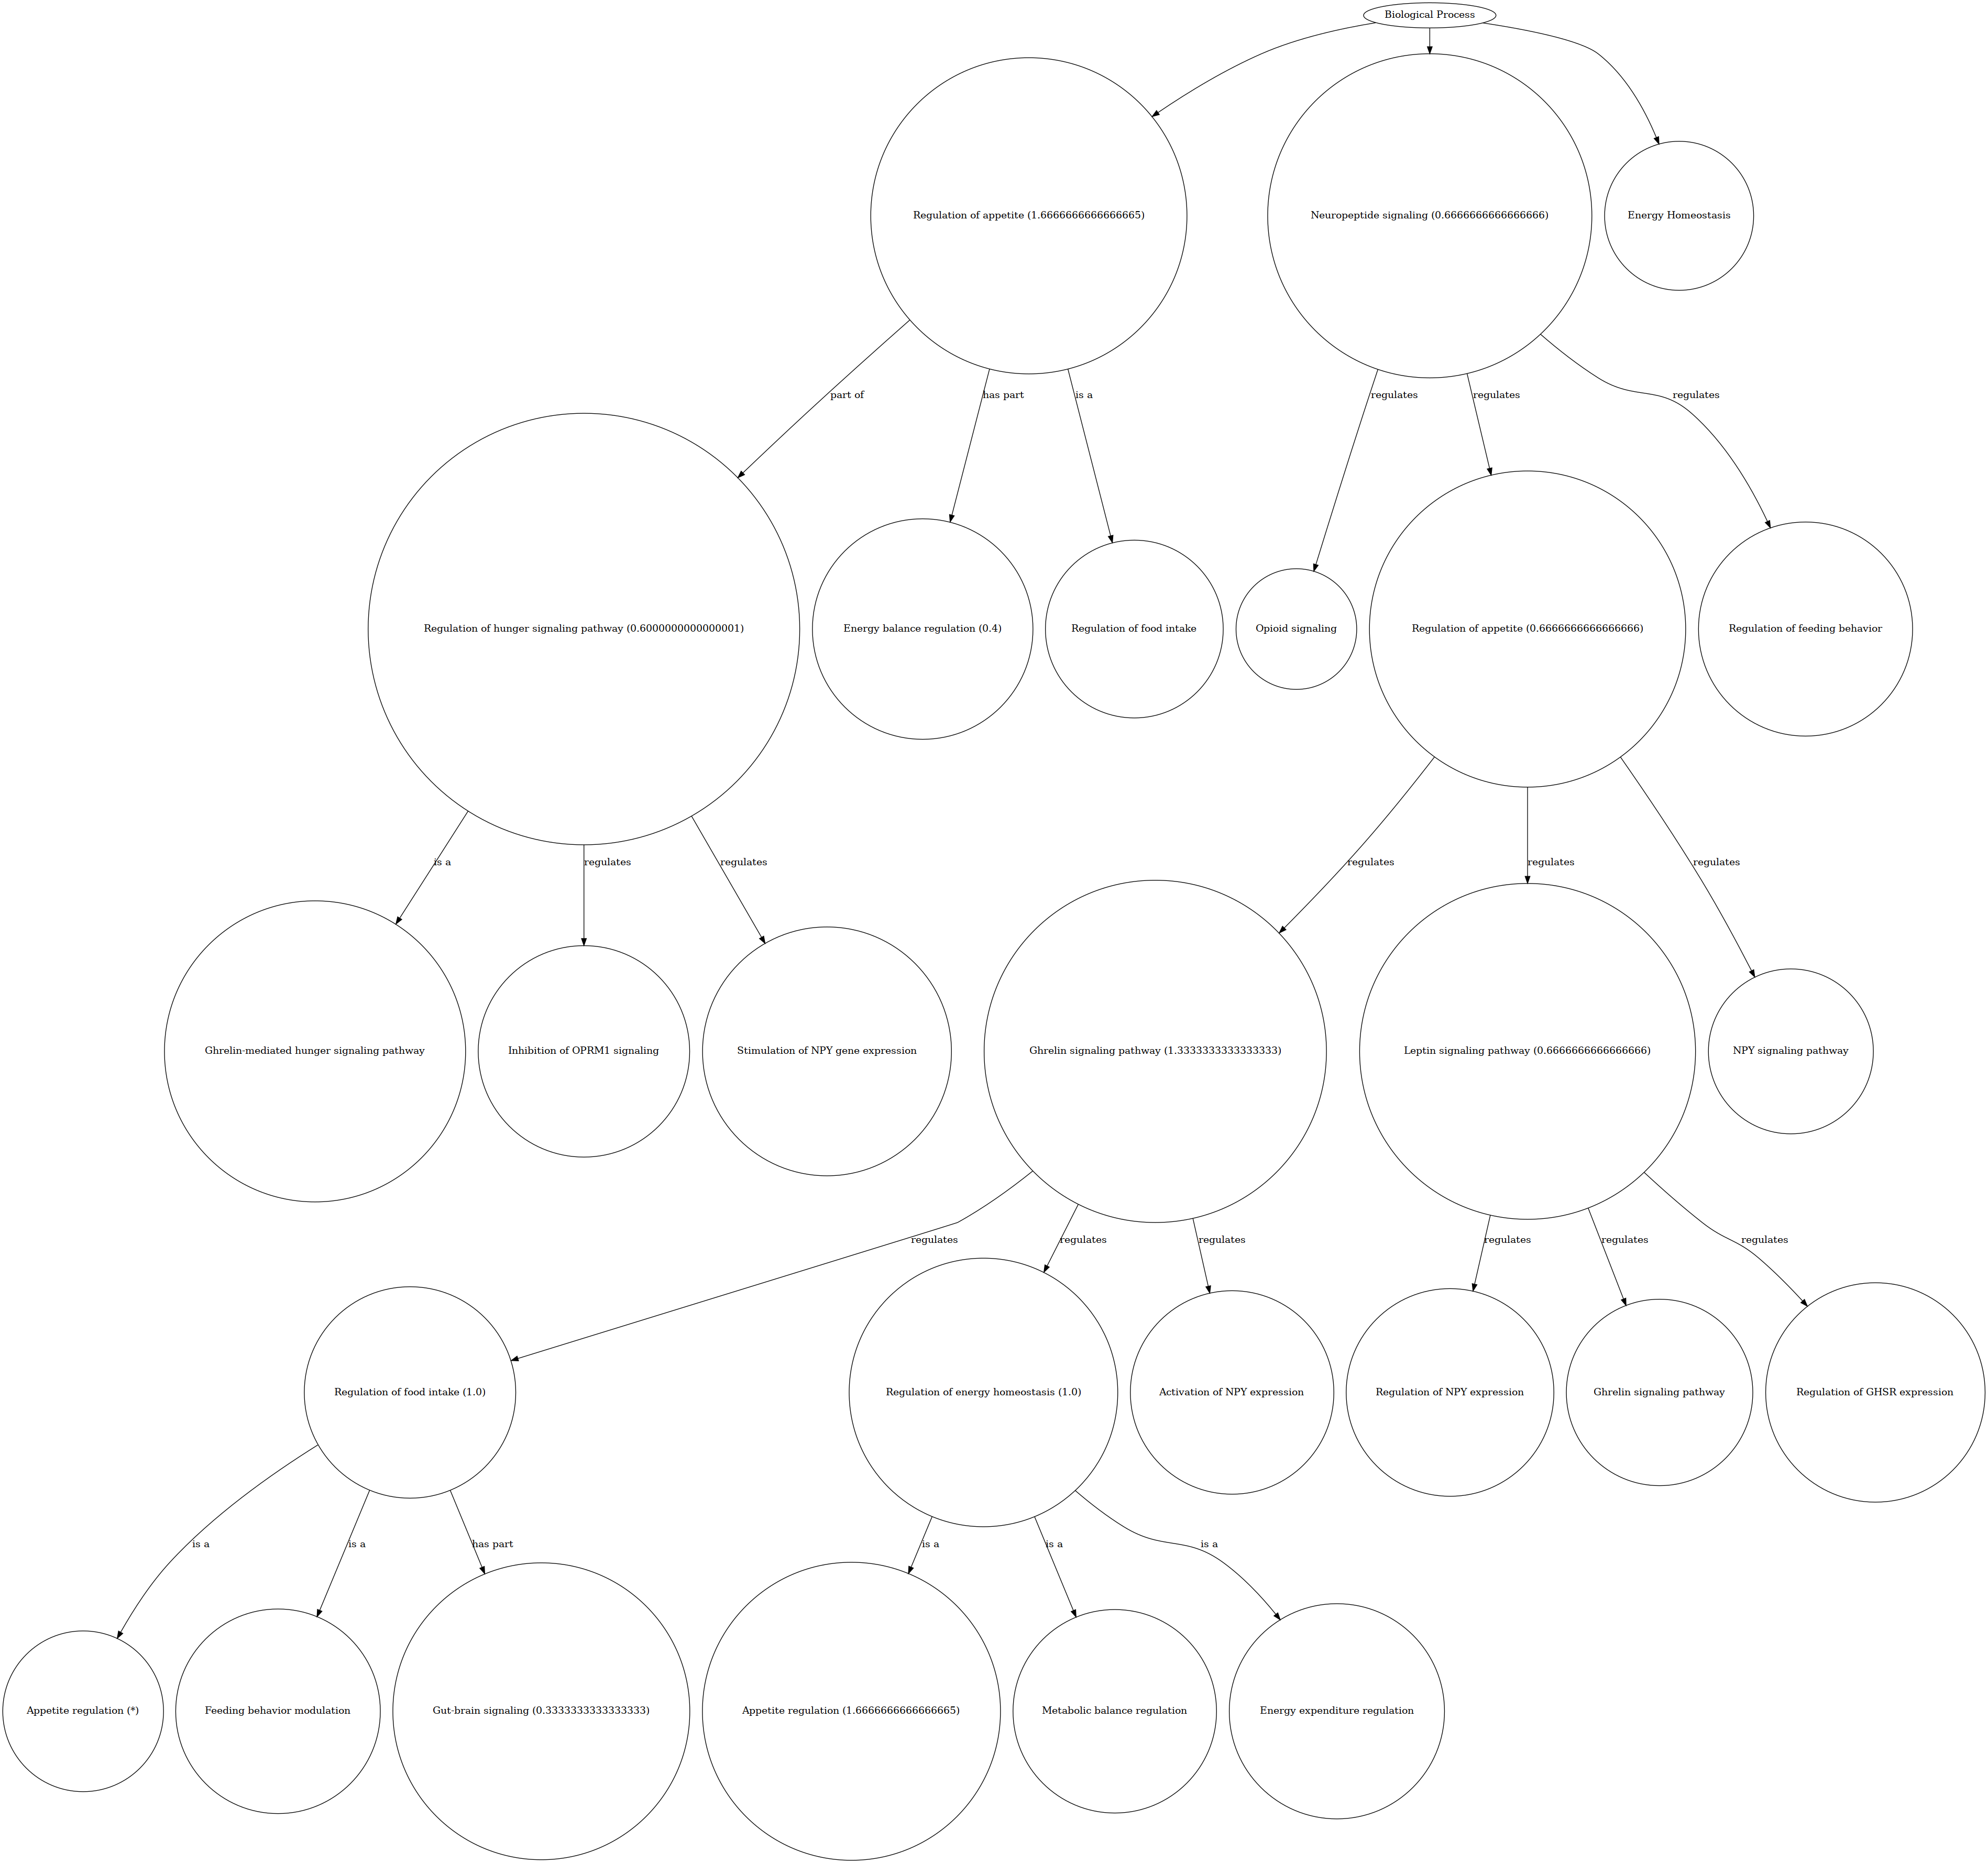 Biological Process
Regulation of appetite (1.6666666666666665)
Neuropeptide signaling (0.6666666666666666)
Energy Homeostasis
part of
has part
is a
regulates
regulates
regulates
Regulation of hunger signaling pathway (0.6000000000000001)
Energy balance regulation (0.4)
Regulation of food intake
Opioid signaling
Regulation of appetite (0.6666666666666666)
Regulation of feeding behavior
is a
regulates
regulates
regulates
regulates
regulates
Ghrelin-mediated hunger signaling pathway
Inhibition of OPRM1 signaling
Stimulation of NPY gene expression
Ghrelin signaling pathway (1.3333333333333333)
Leptin signaling pathway (0.6666666666666666)
NPY signaling pathway
regulates
regulates
regulates
regulates
regulates
regulates
Regulation of food intake (1.0)
Regulation of energy homeostasis (1.0)
Activation of NPY expression
Regulation of NPY expression
Ghrelin signaling pathway
Regulation of GHSR expression
is a
is a
has part
is a
is a
is a
Appetite regulation (*)
Feeding behavior modulation
Gut-brain signaling (0.3333333333333333)
Appetite regulation (1.6666666666666665)
Metabolic balance regulation
Energy expenditure regulation